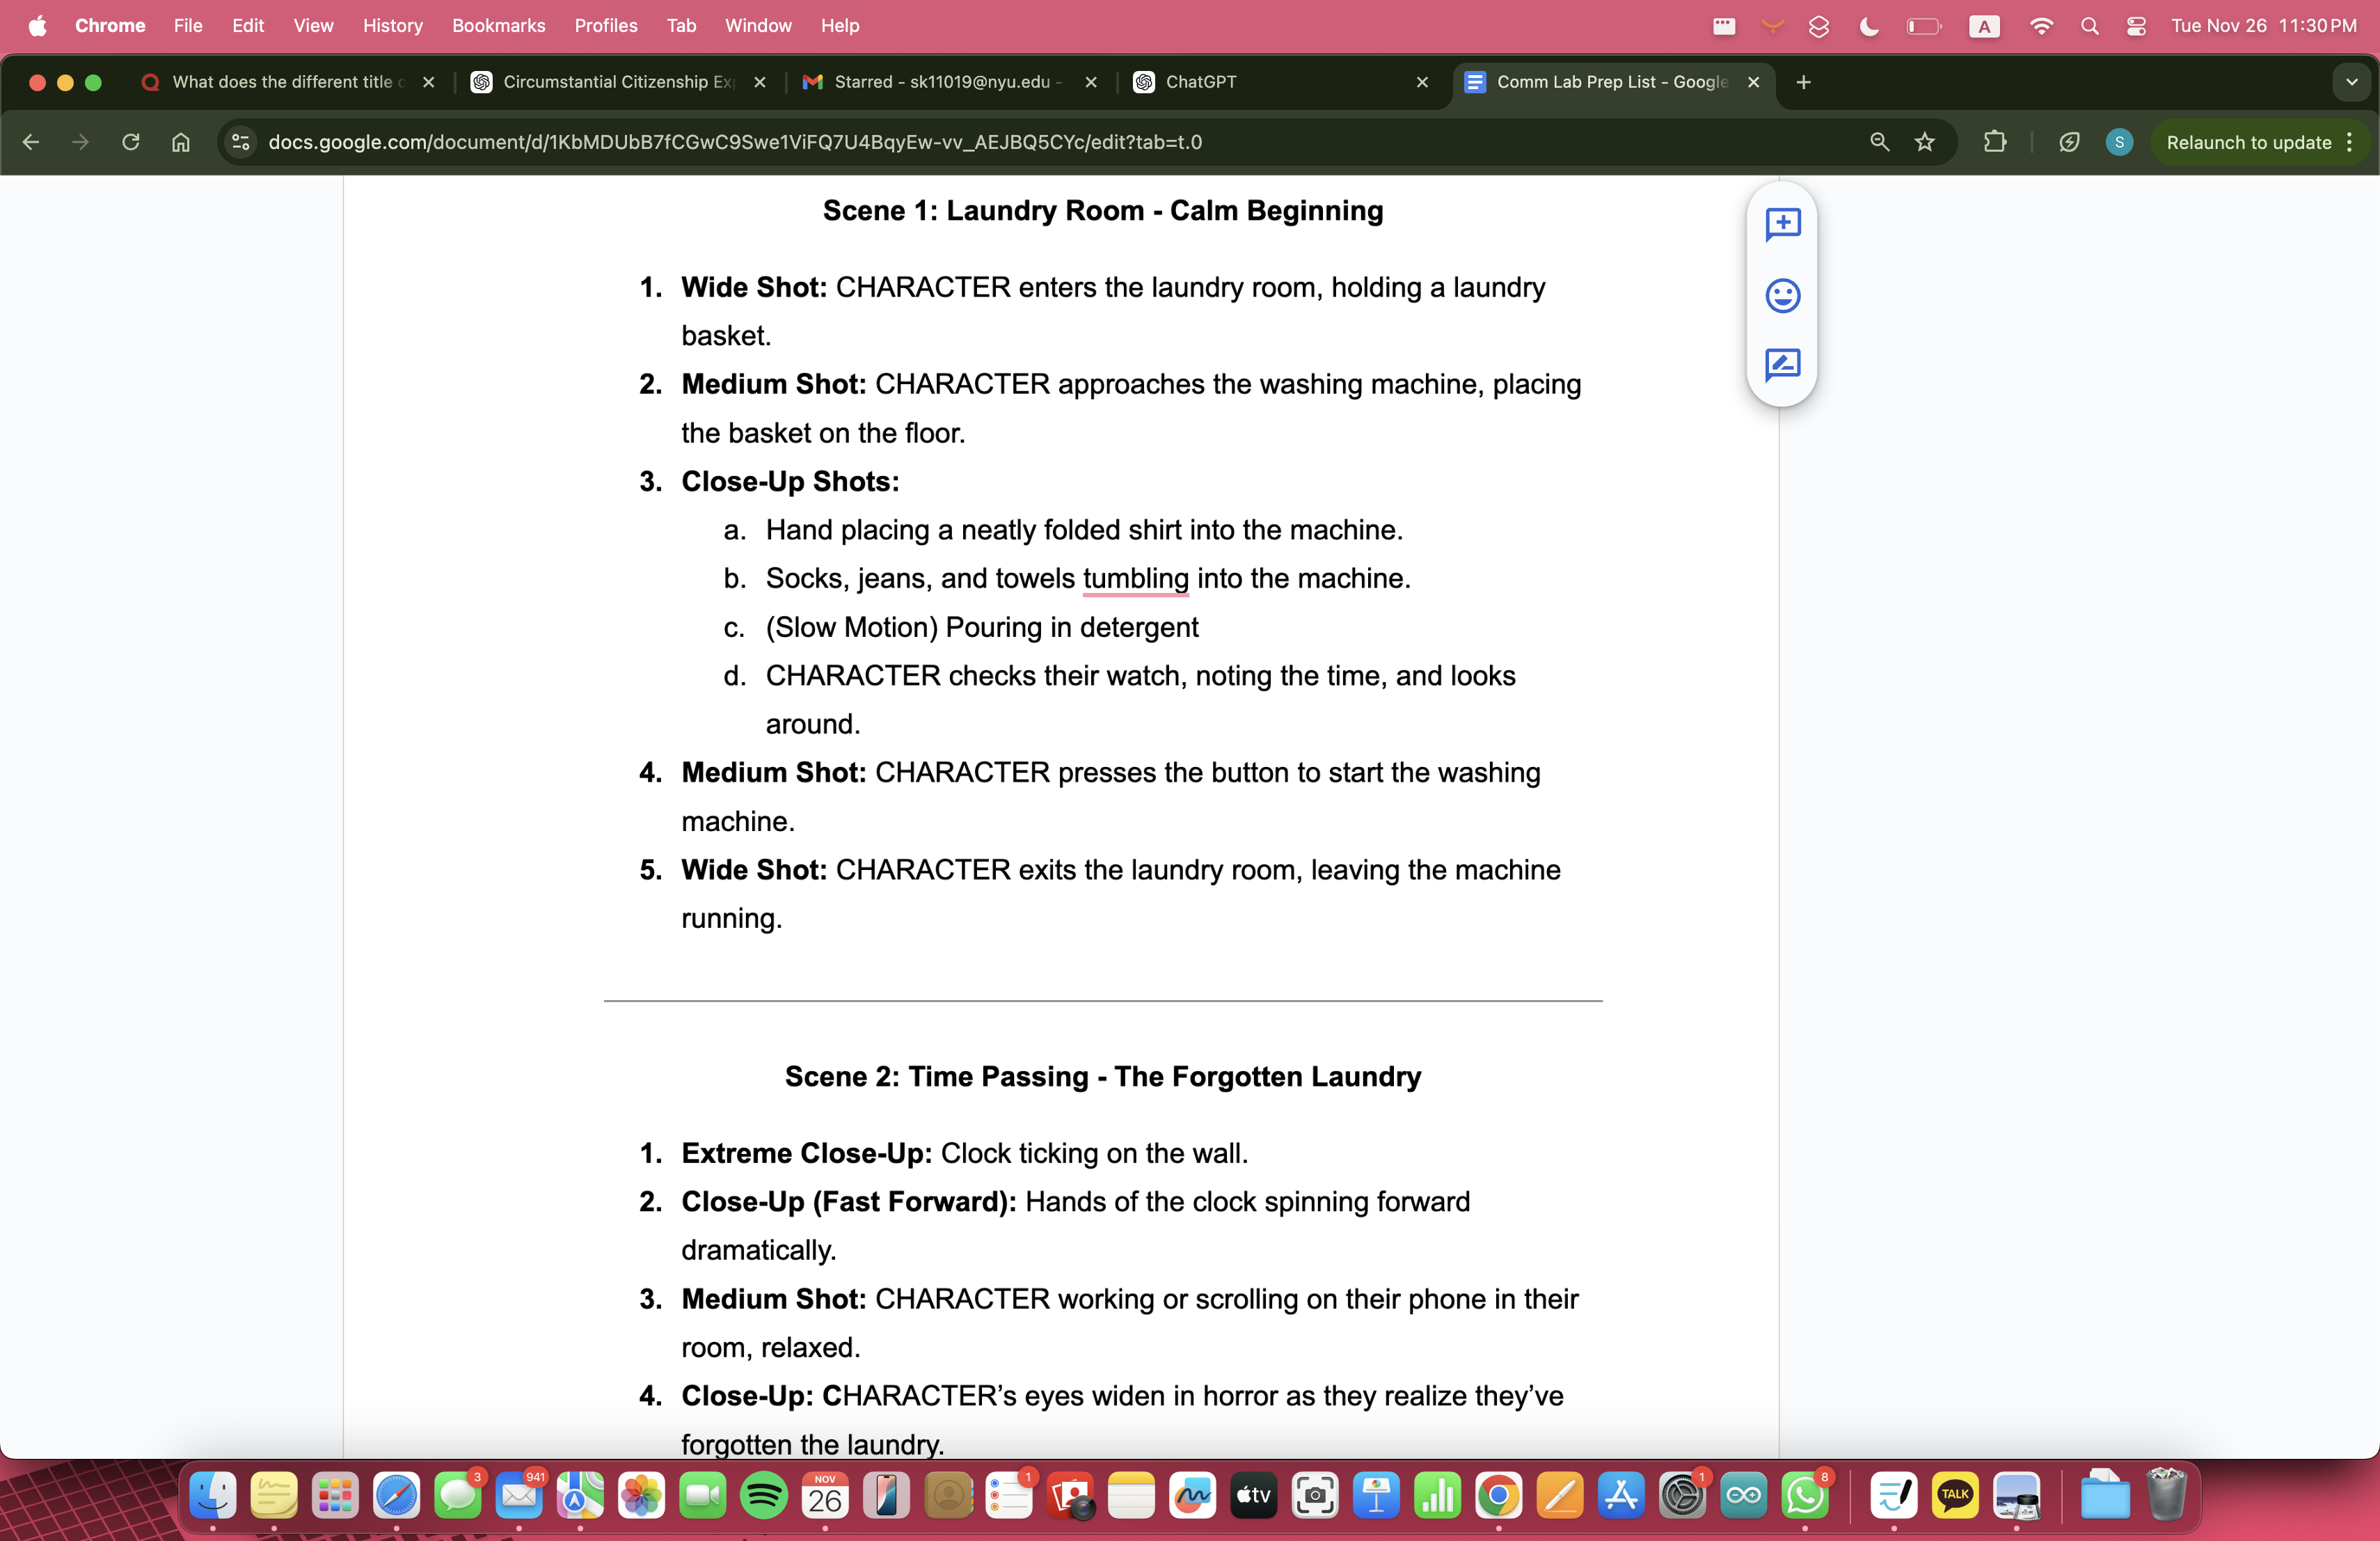 Chrome File Edit View History Bookmarks Profiles Tab Window Help A Tue Nov 26 11:30 PM
What does the different title Circumstantial Citizenship Starred - sk11019@nyu.edu - ChatGPT Comm Lab Prep List - Google
docs.google.com/document/d/1KbMDUbB7fCGwC9Swe1ViFQ7U4BqyEw-vv_AEJBQ5CYc/edit?tab=t.0 S Relaunch to update
Scene 1: Laundry Room - Calm Beginning
1. Wide Shot: CHARACTER enters the laundry room, holding a laundry
basket.
2. Medium Shot: CHARACTER approaches the washing machine, placing
the basket on the floor.
3. Close-Up Shots:
a. Hand placing a neatly folded shirt into the machine.
b. Socks, jeans, and towels tumbling into the machine.
c. (Slow Motion) Pouring in detergent
d. CHARACTER checks their watch, noting the time, and looks
around.
4. Medium Shot: CHARACTER presses the button to start the washing
machine.
5. Wide Shot: CHARACTER exits the laundry room, leaving the machine
running.
Scene 2: Time Passing - The Forgotten Laundry
1. Extreme Close-Up: Clock ticking on the wall.
2. Close-Up (Fast Forward): Hands of the clock spinning forward
dramatically.
3. Medium Shot: CHARACTER working or scrolling on their phone in their
room, relaxed.
4. Close-Up: CHARACTER’s eyes widen in horror as they realize they’ve
forgotten the laundry.
3 941 NOV 26 1 tv 1 8 TALK